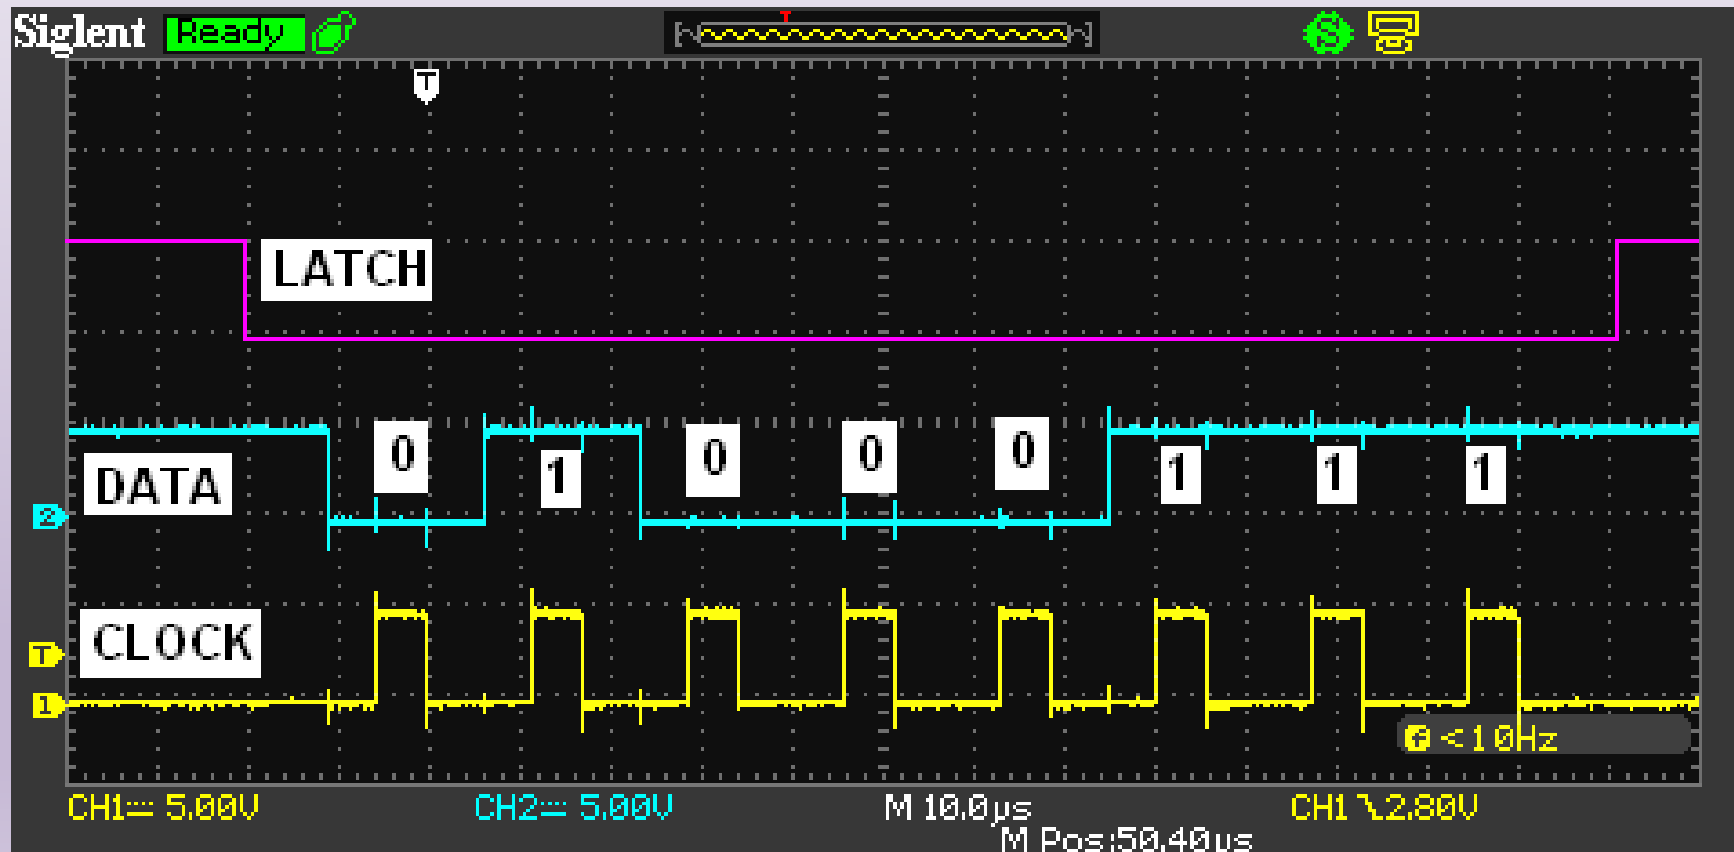 Siglent Ready
T
LATCH
0 1 0 0 0 1 1 1
DATA
2
CLOCK
T
1
f <10Hz
CH1 5.00V CH2 5.00V M 10.0µs CH1 2.80V
M Pos:50.40µs